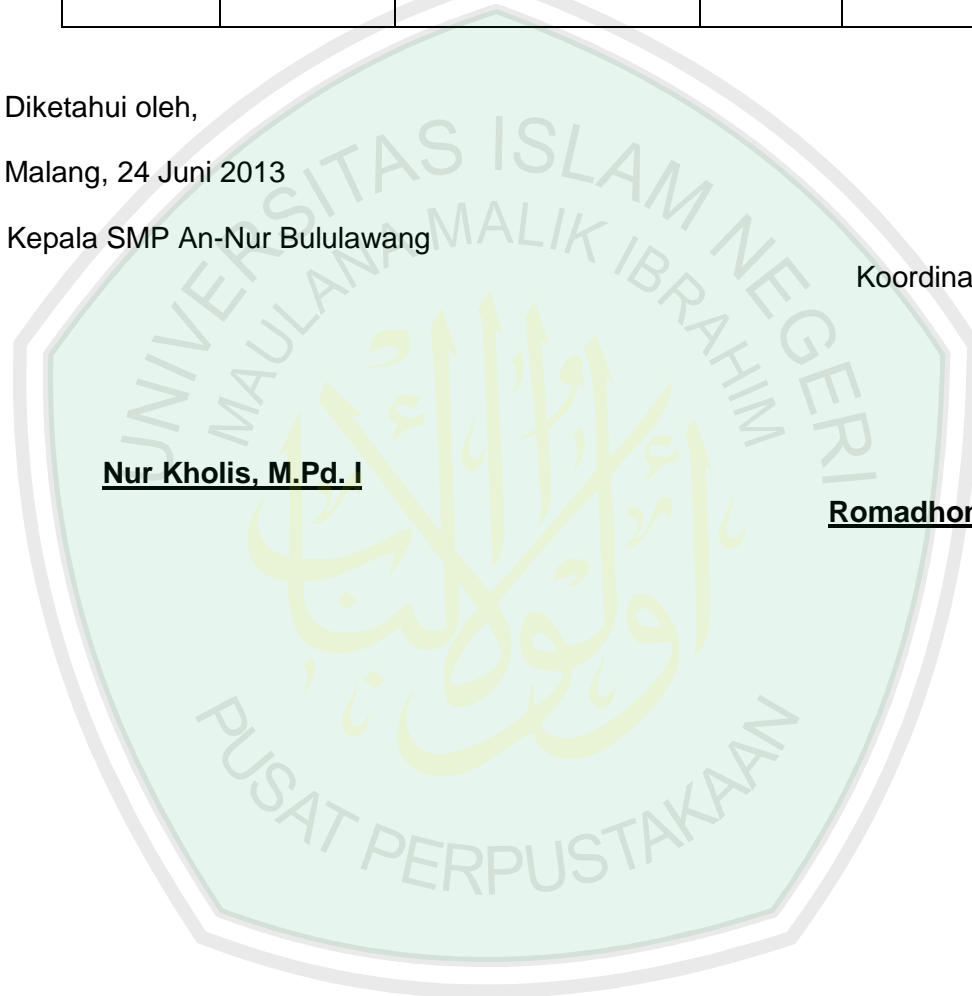 Diketahui oleh,
Malang, 24 Juni 2013
Kepala SMP An-Nur Bululawang
Koordina
Nur Kholis, M.Pd. I
Romadhon
UNIVERSITAS ISLAM NEGERI
MAULANA MALIK IBRAHIM
PUSAT PERPUSTAKAAN